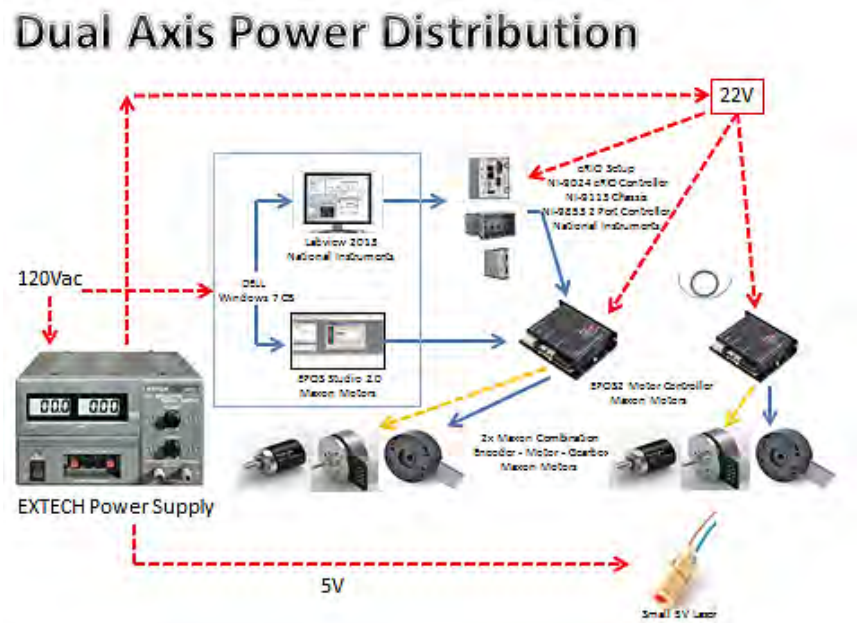 Dual Axis Power Distribution
22V
cRIO Setup
NI-9024 cRIO Controller
NI-9113 Chassis
NI-9853 2 Port Controller
National Instruments
Labview 2013
National Instruments
120Vac
DELL
Windows 7 OS
EPOS Studio 2.0
Maxon Motors
EPOS2 Motor Controller
Maxon Motors
000 000
2x Maxon Combination
Encoder - Motor - Gearbox
Maxon Motors
EXTECH Power Supply
5V
Small 5V Laser